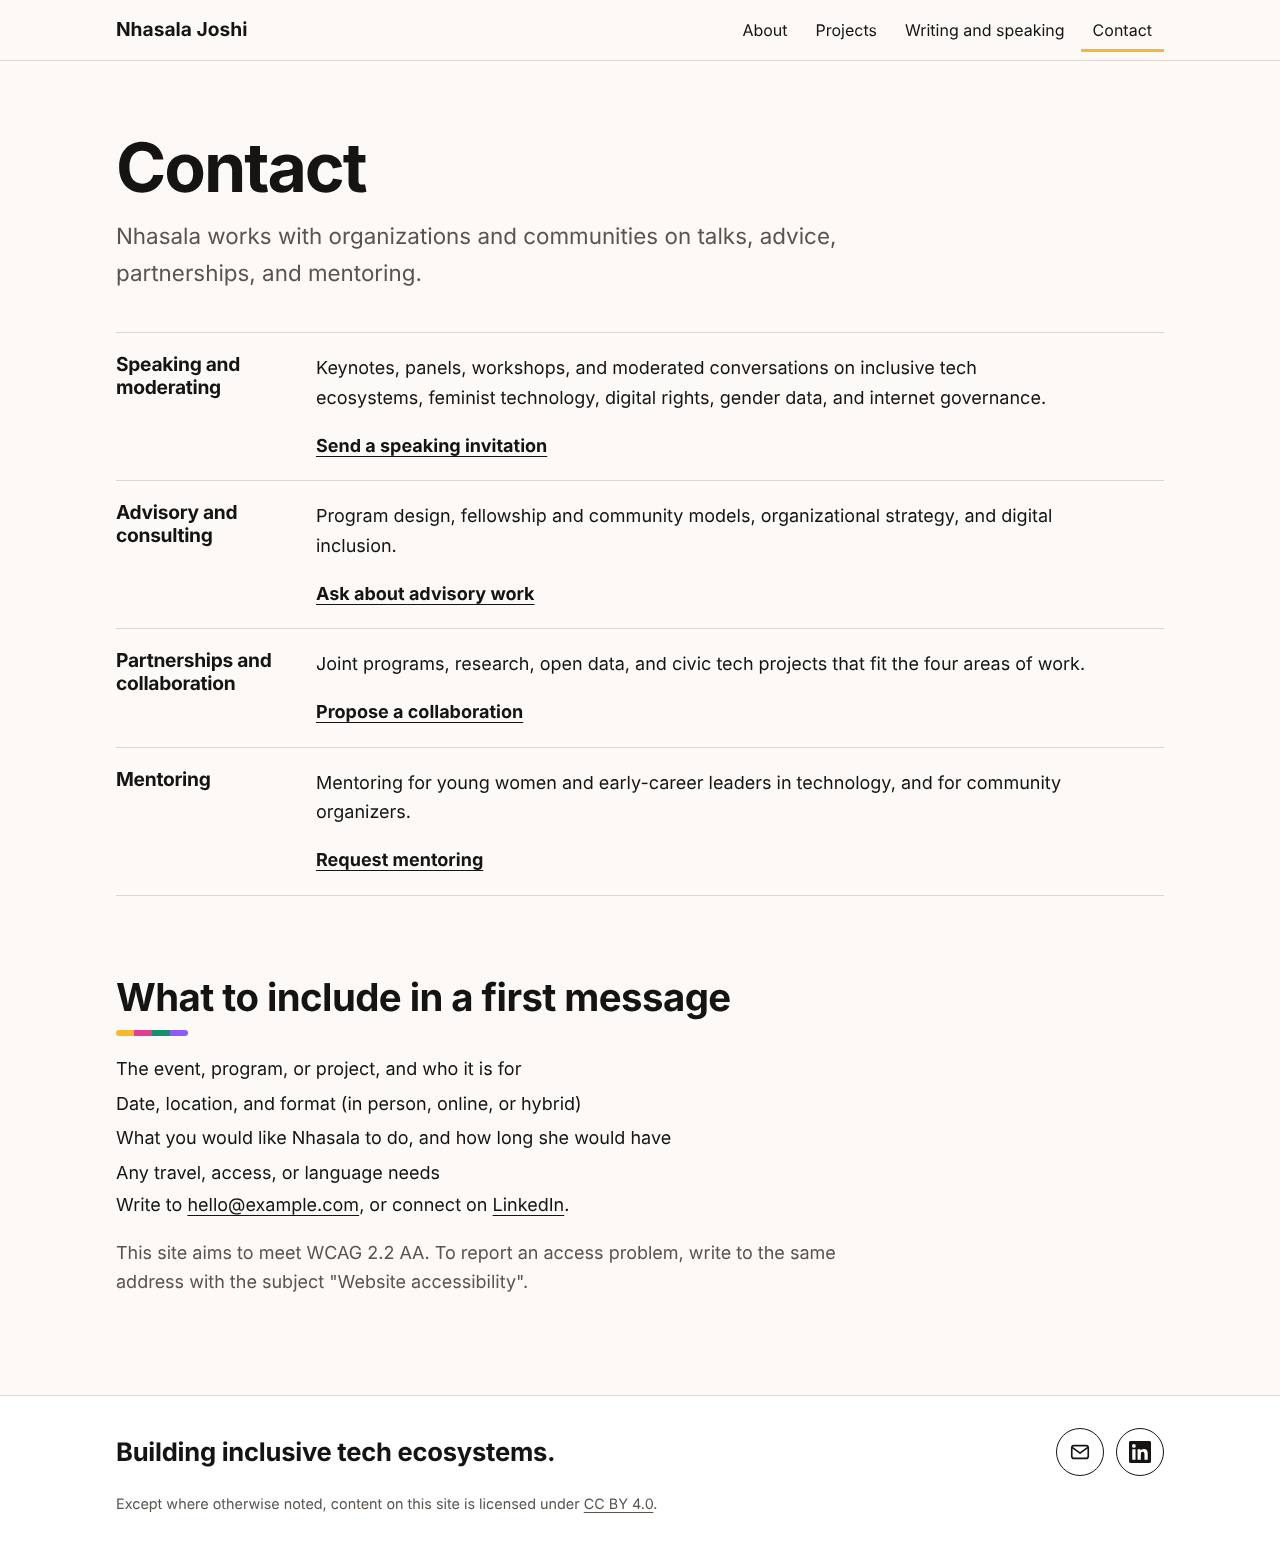 Nhasala Joshi
About Projects Writing and speaking Contact
Contact
Nhasala works with organizations and communities on talks, advice,
partnerships, and mentoring.
Speaking and
moderating
Keynotes, panels, workshops, and moderated conversations on inclusive tech
ecosystems, feminist technology, digital rights, gender data, and internet governance.
Send a speaking invitation
Advisory and
consulting
Program design, fellowship and community models, organizational strategy, and digital
inclusion.
Ask about advisory work
Partnerships and
collaboration
Joint programs, research, open data, and civic tech projects that fit the four areas of work.
Propose a collaboration
Mentoring
Mentoring for young women and early-career leaders in technology, and for community
organizers.
Request mentoring
What to include in a first message
The event, program, or project, and who it is for
Date, location, and format (in person, online, or hybrid)
What you would like Nhasala to do, and how long she would have
Any travel, access, or language needs
Write to hello@example.com, or connect on LinkedIn.
This site aims to meet WCAG 2.2 AA. To report an access problem, write to the same
address with the subject "Website accessibility".
Building inclusive tech ecosystems.
in
Except where otherwise noted, content on this site is licensed under CC BY 4.0.